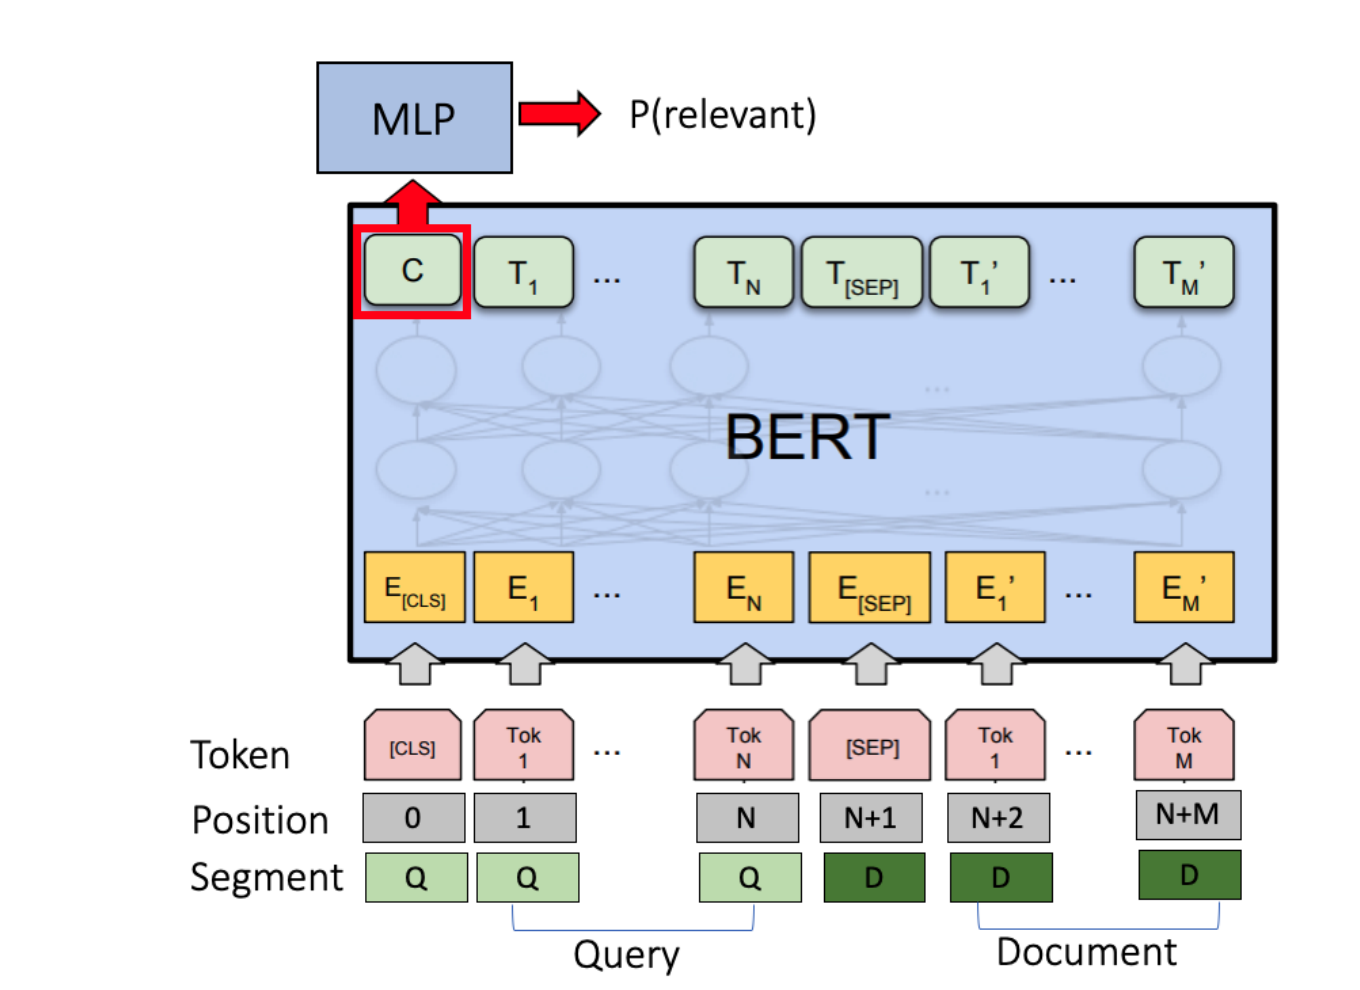 MLP P(relevant)
C T1 ... TN T[SEP] T1’ ... TM’
...
BERT
...
E[CLS] E1 ... EN E[SEP] E1’ ... EM’
Token [CLS] Tok 1 ... Tok N [SEP] Tok 1 ... Tok M
Position 0 1 N N+1 N+2 N+M
Segment Q Q Q D D D
Query Document